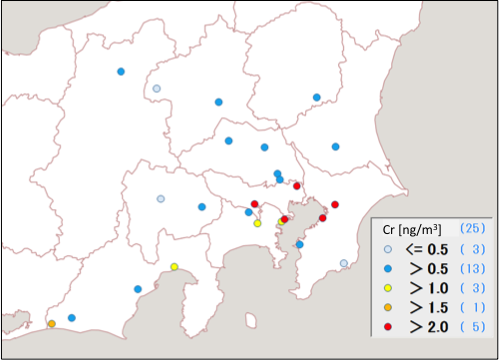 Cr [ng/m³] (25)
<= 0.5 ( 3)
> 0.5 (13)
> 1.0 ( 3)
> 1.5 ( 1)
> 2.0 ( 5)